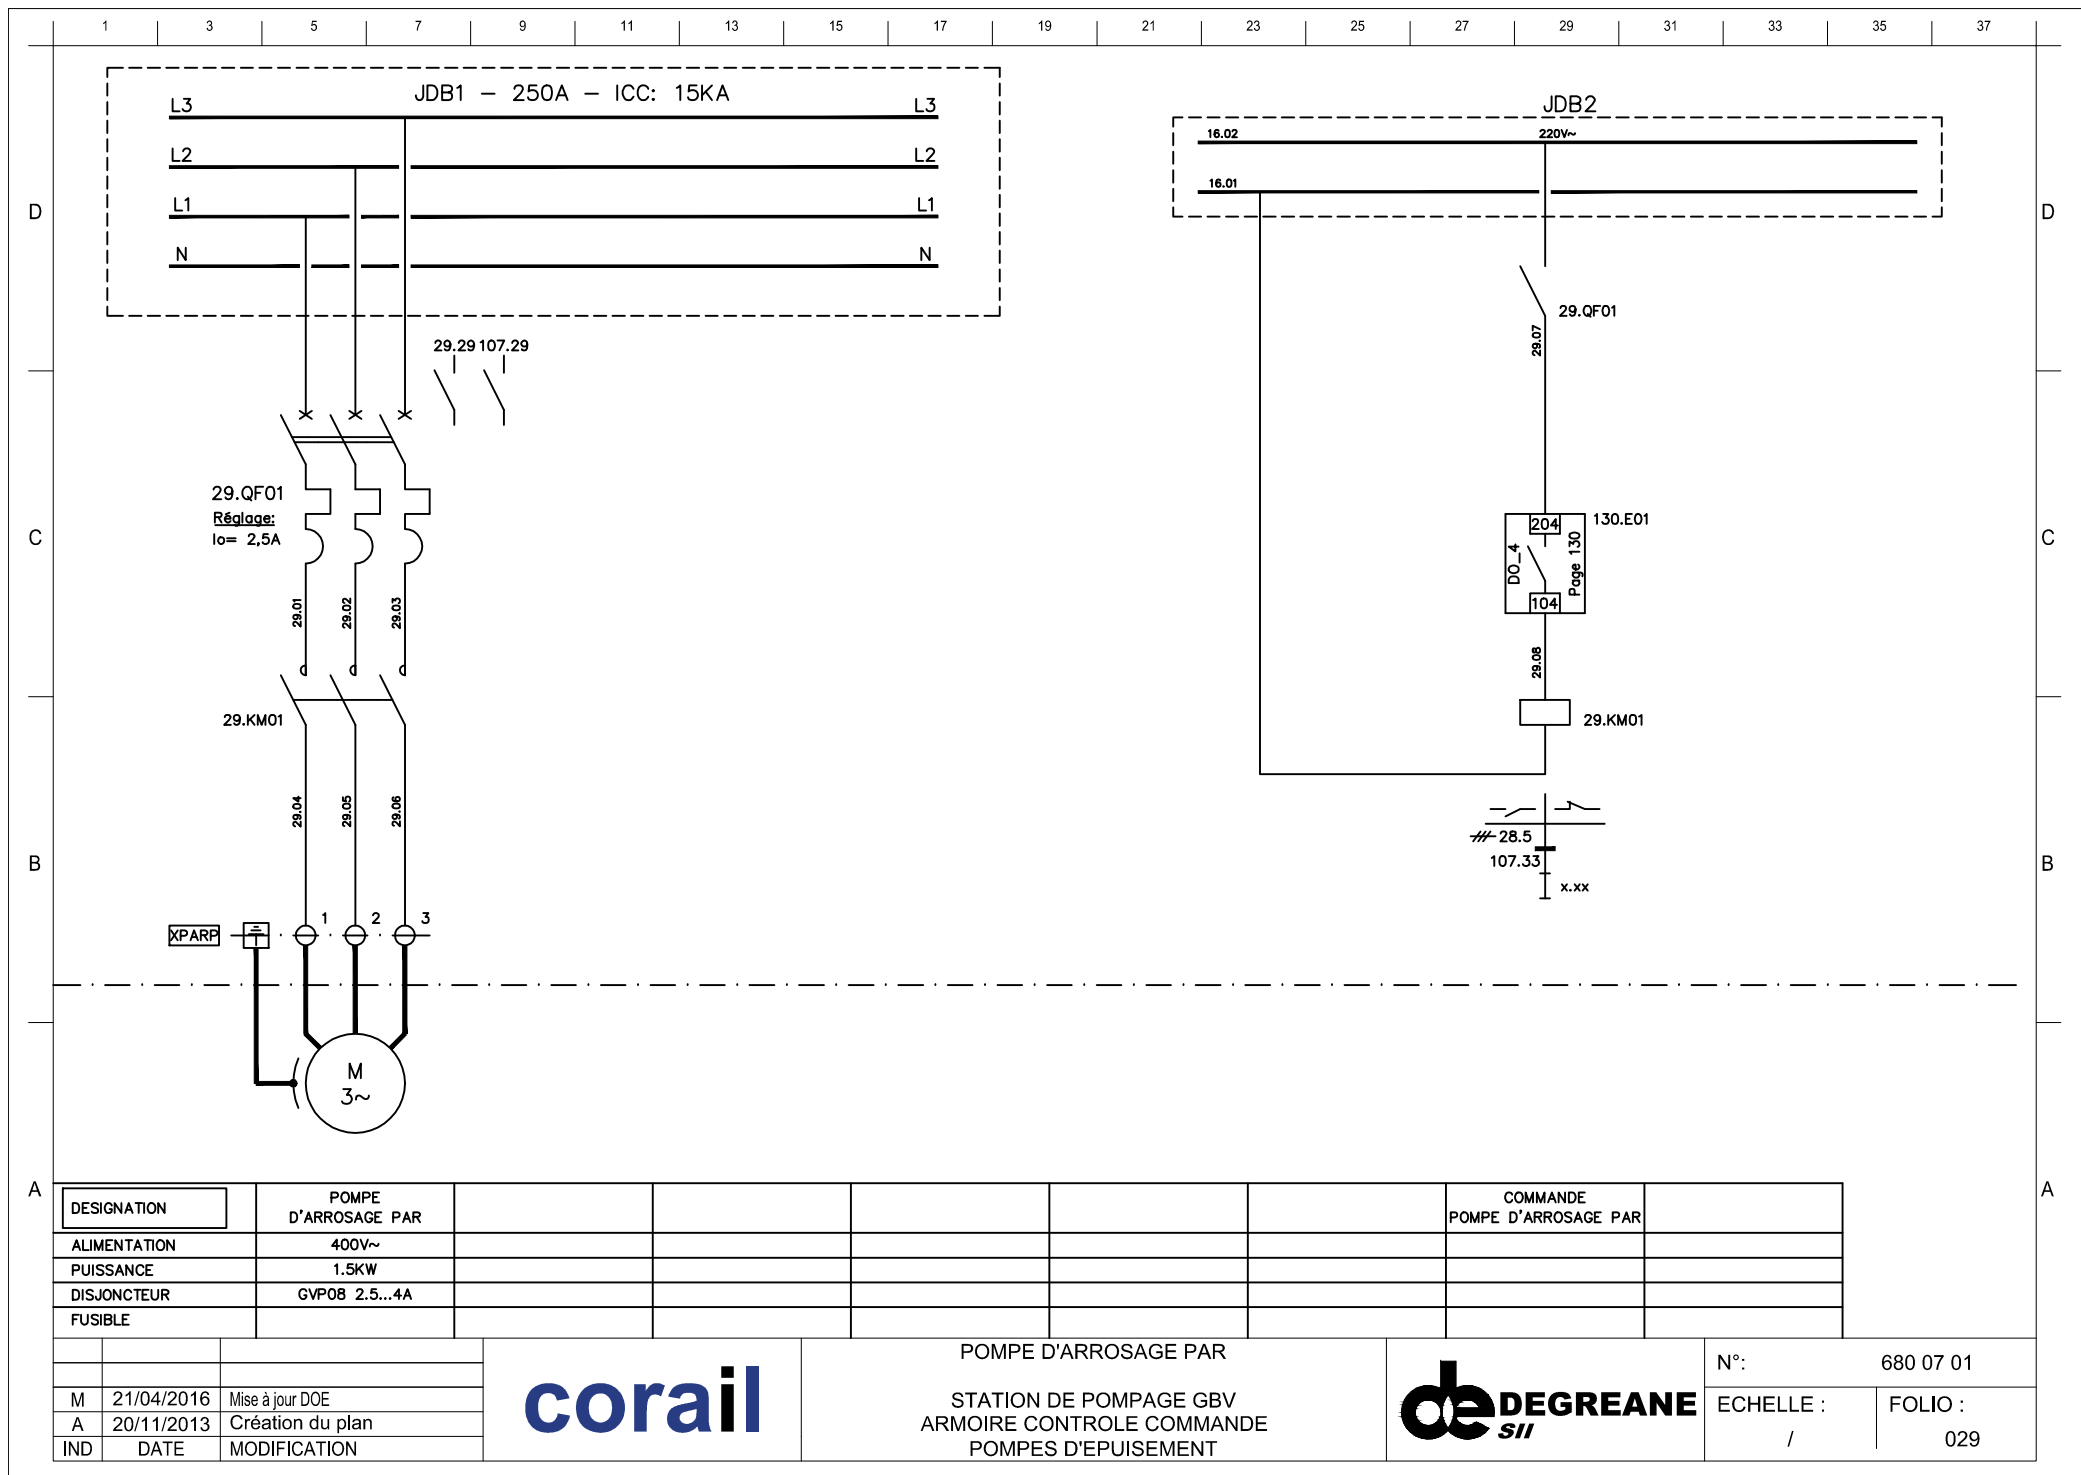 1 3 5 7 9 11 13 15 17 19 21 23 25 27 29 31 33 35 37
JDB1 - 250A - ICC: 15KA
L3 L3
L2 L2
L1 L1
N N
JDB2
16.02 220V~
16.01
D D
29.29 107.29
29.QF01
29.07
29.QF01
Réglage:
Io= 2,5A
C C
204
130.E01
DO_4
Page 130
104
29.01 29.02 29.03
29.08
29.KM01
29.KM01
29.04 29.05 29.06
28.5
107.33
x.xx
B B
XPARP 1 2 3
M
3~
A A
DESIGNATION
POMPE
D'ARROSAGE PAR
COMMANDE
POMPE D'ARROSAGE PAR
ALIMENTATION 400V~
PUISSANCE 1.5KW
DISJONCTEUR GVP08 2.5...4A
FUSIBLE
M 21/04/2016 Mise à jour DOE
A 20/11/2013 Création du plan
IND DATE MODIFICATION
corail
POMPE D'ARROSAGE PAR
STATION DE POMPAGE GBV
ARMOIRE CONTROLE COMMANDE
POMPES D'EPUISEMENT
de DEGREANE
SII
N°: 680 07 01
ECHELLE : FOLIO :
/ 029